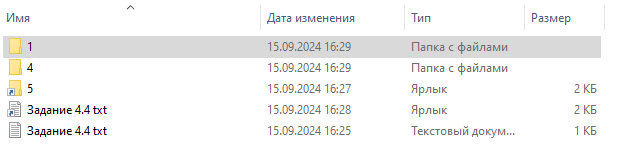 Имя Дата изменения Тип Размер
1 15.09.2024 16:29 Папка с файлами
4 15.09.2024 16:29 Папка с файлами
5 15.09.2024 16:27 Ярлык 2 КБ
Задание 4.4 txt 15.09.2024 16:28 Ярлык 2 КБ
Задание 4.4 txt 15.09.2024 16:25 Текстовый докум... 1 КБ